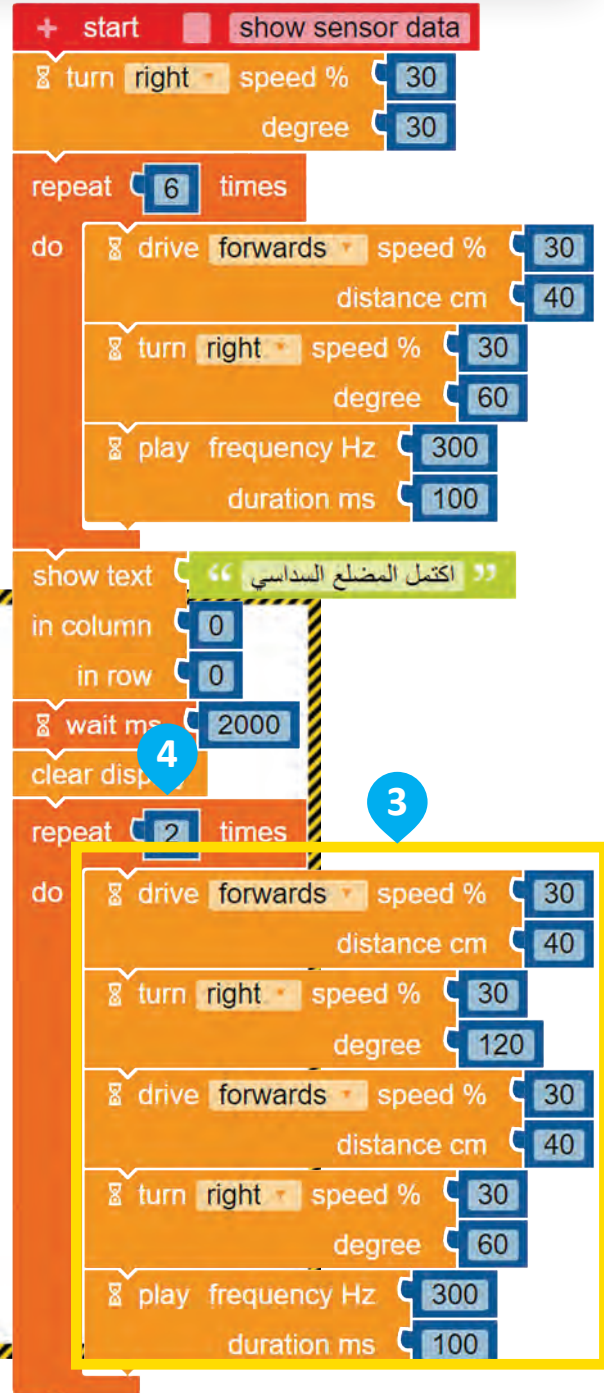 + start show sensor data
turn right speed % 30
degree 30
repeat 6 times
do drive forwards speed % 30
distance cm 40
turn right speed % 30
degree 60
play frequency Hz 300
duration ms 100
show text “ اكتمل المضلع السداسي ”
in column 0
in row 0
wait ms 2000
4
clear disp
3
repeat 2 times
do drive forwards speed % 30
distance cm 40
turn right speed % 30
degree 120
drive forwards speed % 30
distance cm 40
turn right speed % 30
degree 60
play frequency Hz 300
duration ms 100